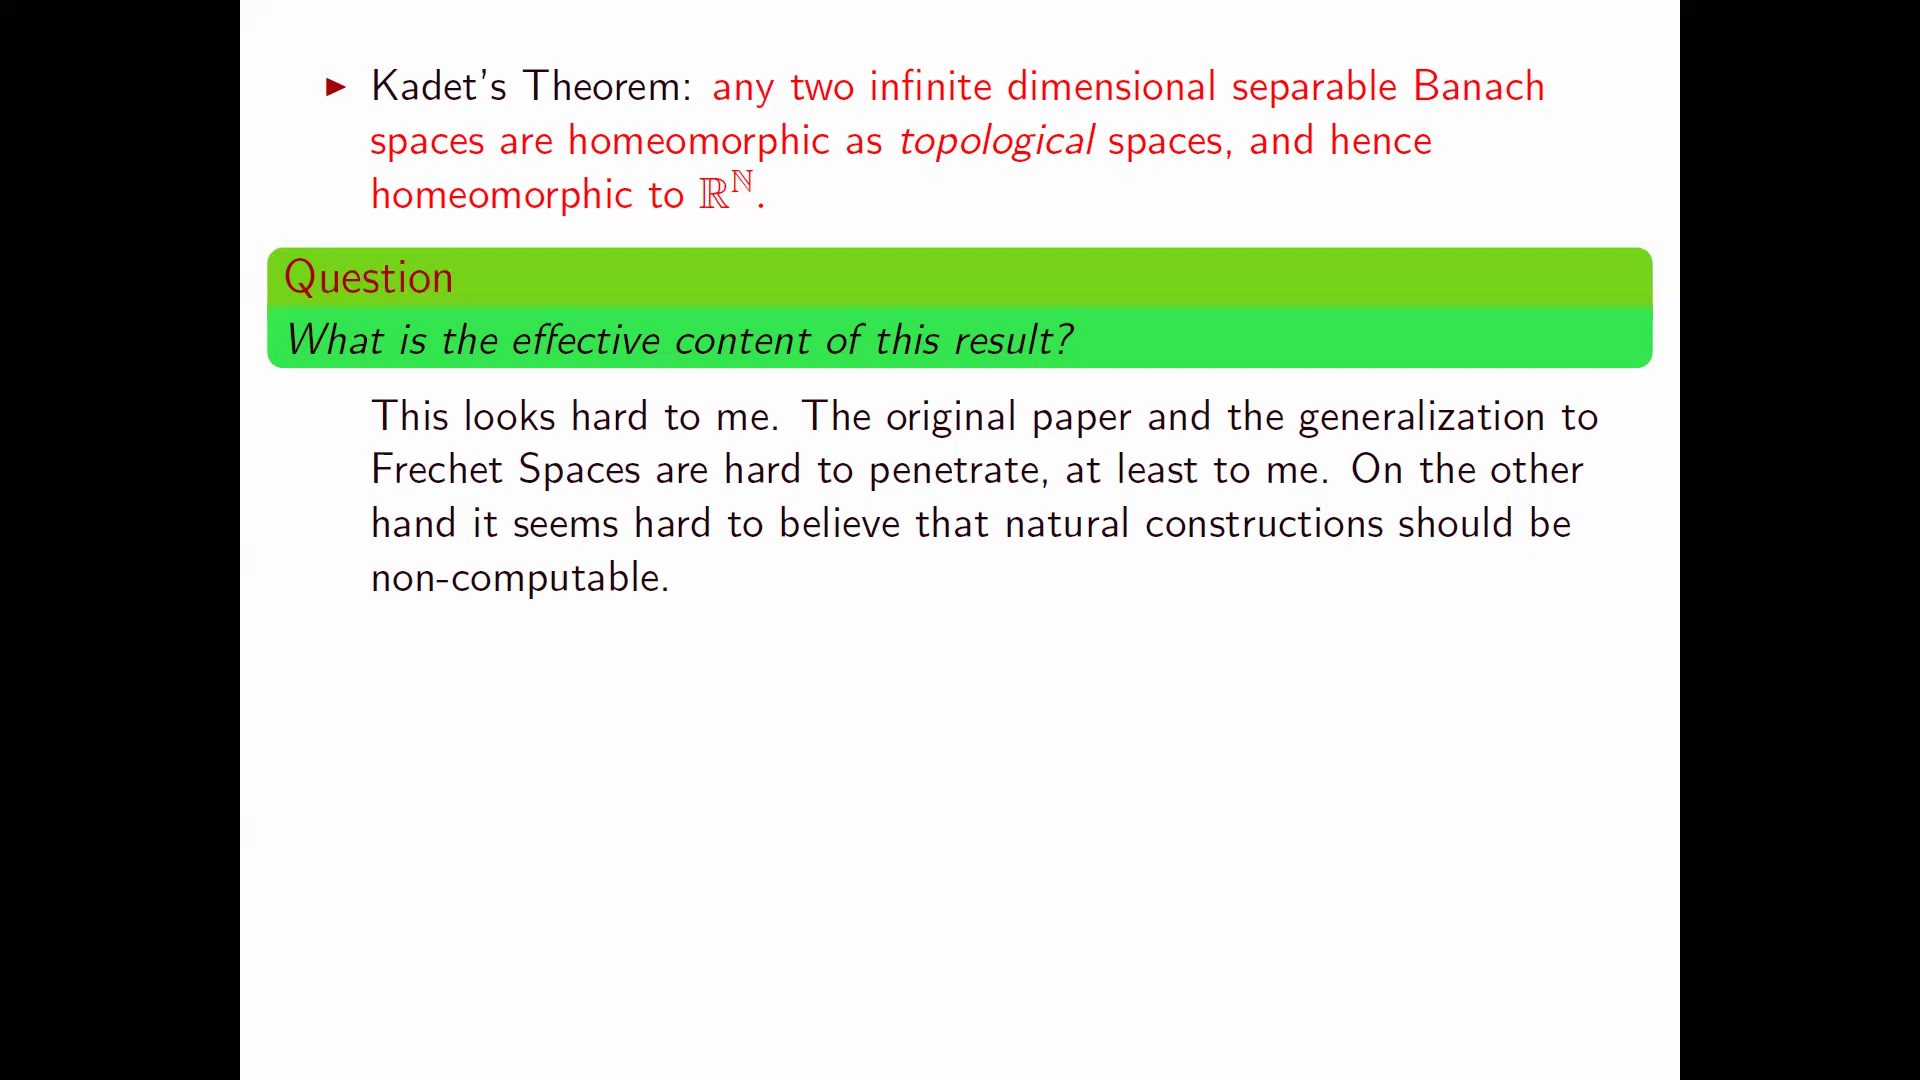 ▶ Kadet's Theorem: any two infinite dimensional separable Banach
spaces are homeomorphic as topological spaces, and hence
homeomorphic to ℝ^ℕ.
Question
What is the effective content of this result?
This looks hard to me. The original paper and the generalization to
Frechet Spaces are hard to penetrate, at least to me. On the other
hand it seems hard to believe that natural constructions should be
non-computable.